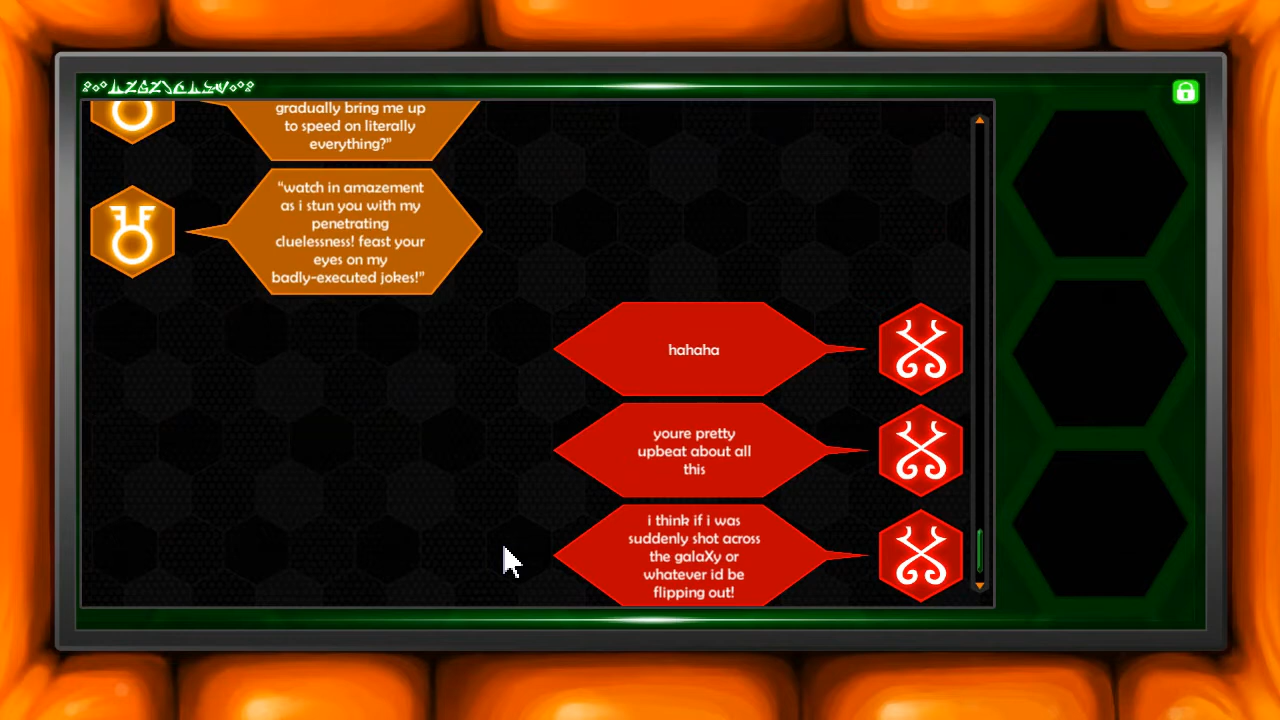 gradually bring me up
to speed on literally
everything?"
"watch in amazement
as i stun you with my
penetrating
cluelessness! feast your
eyes on my
badly-executed jokes!"
hahaha
youre pretty
upbeat about all
this
i think if i was
suddenly shot across
the galaXy or
whatever id be
flipping out!